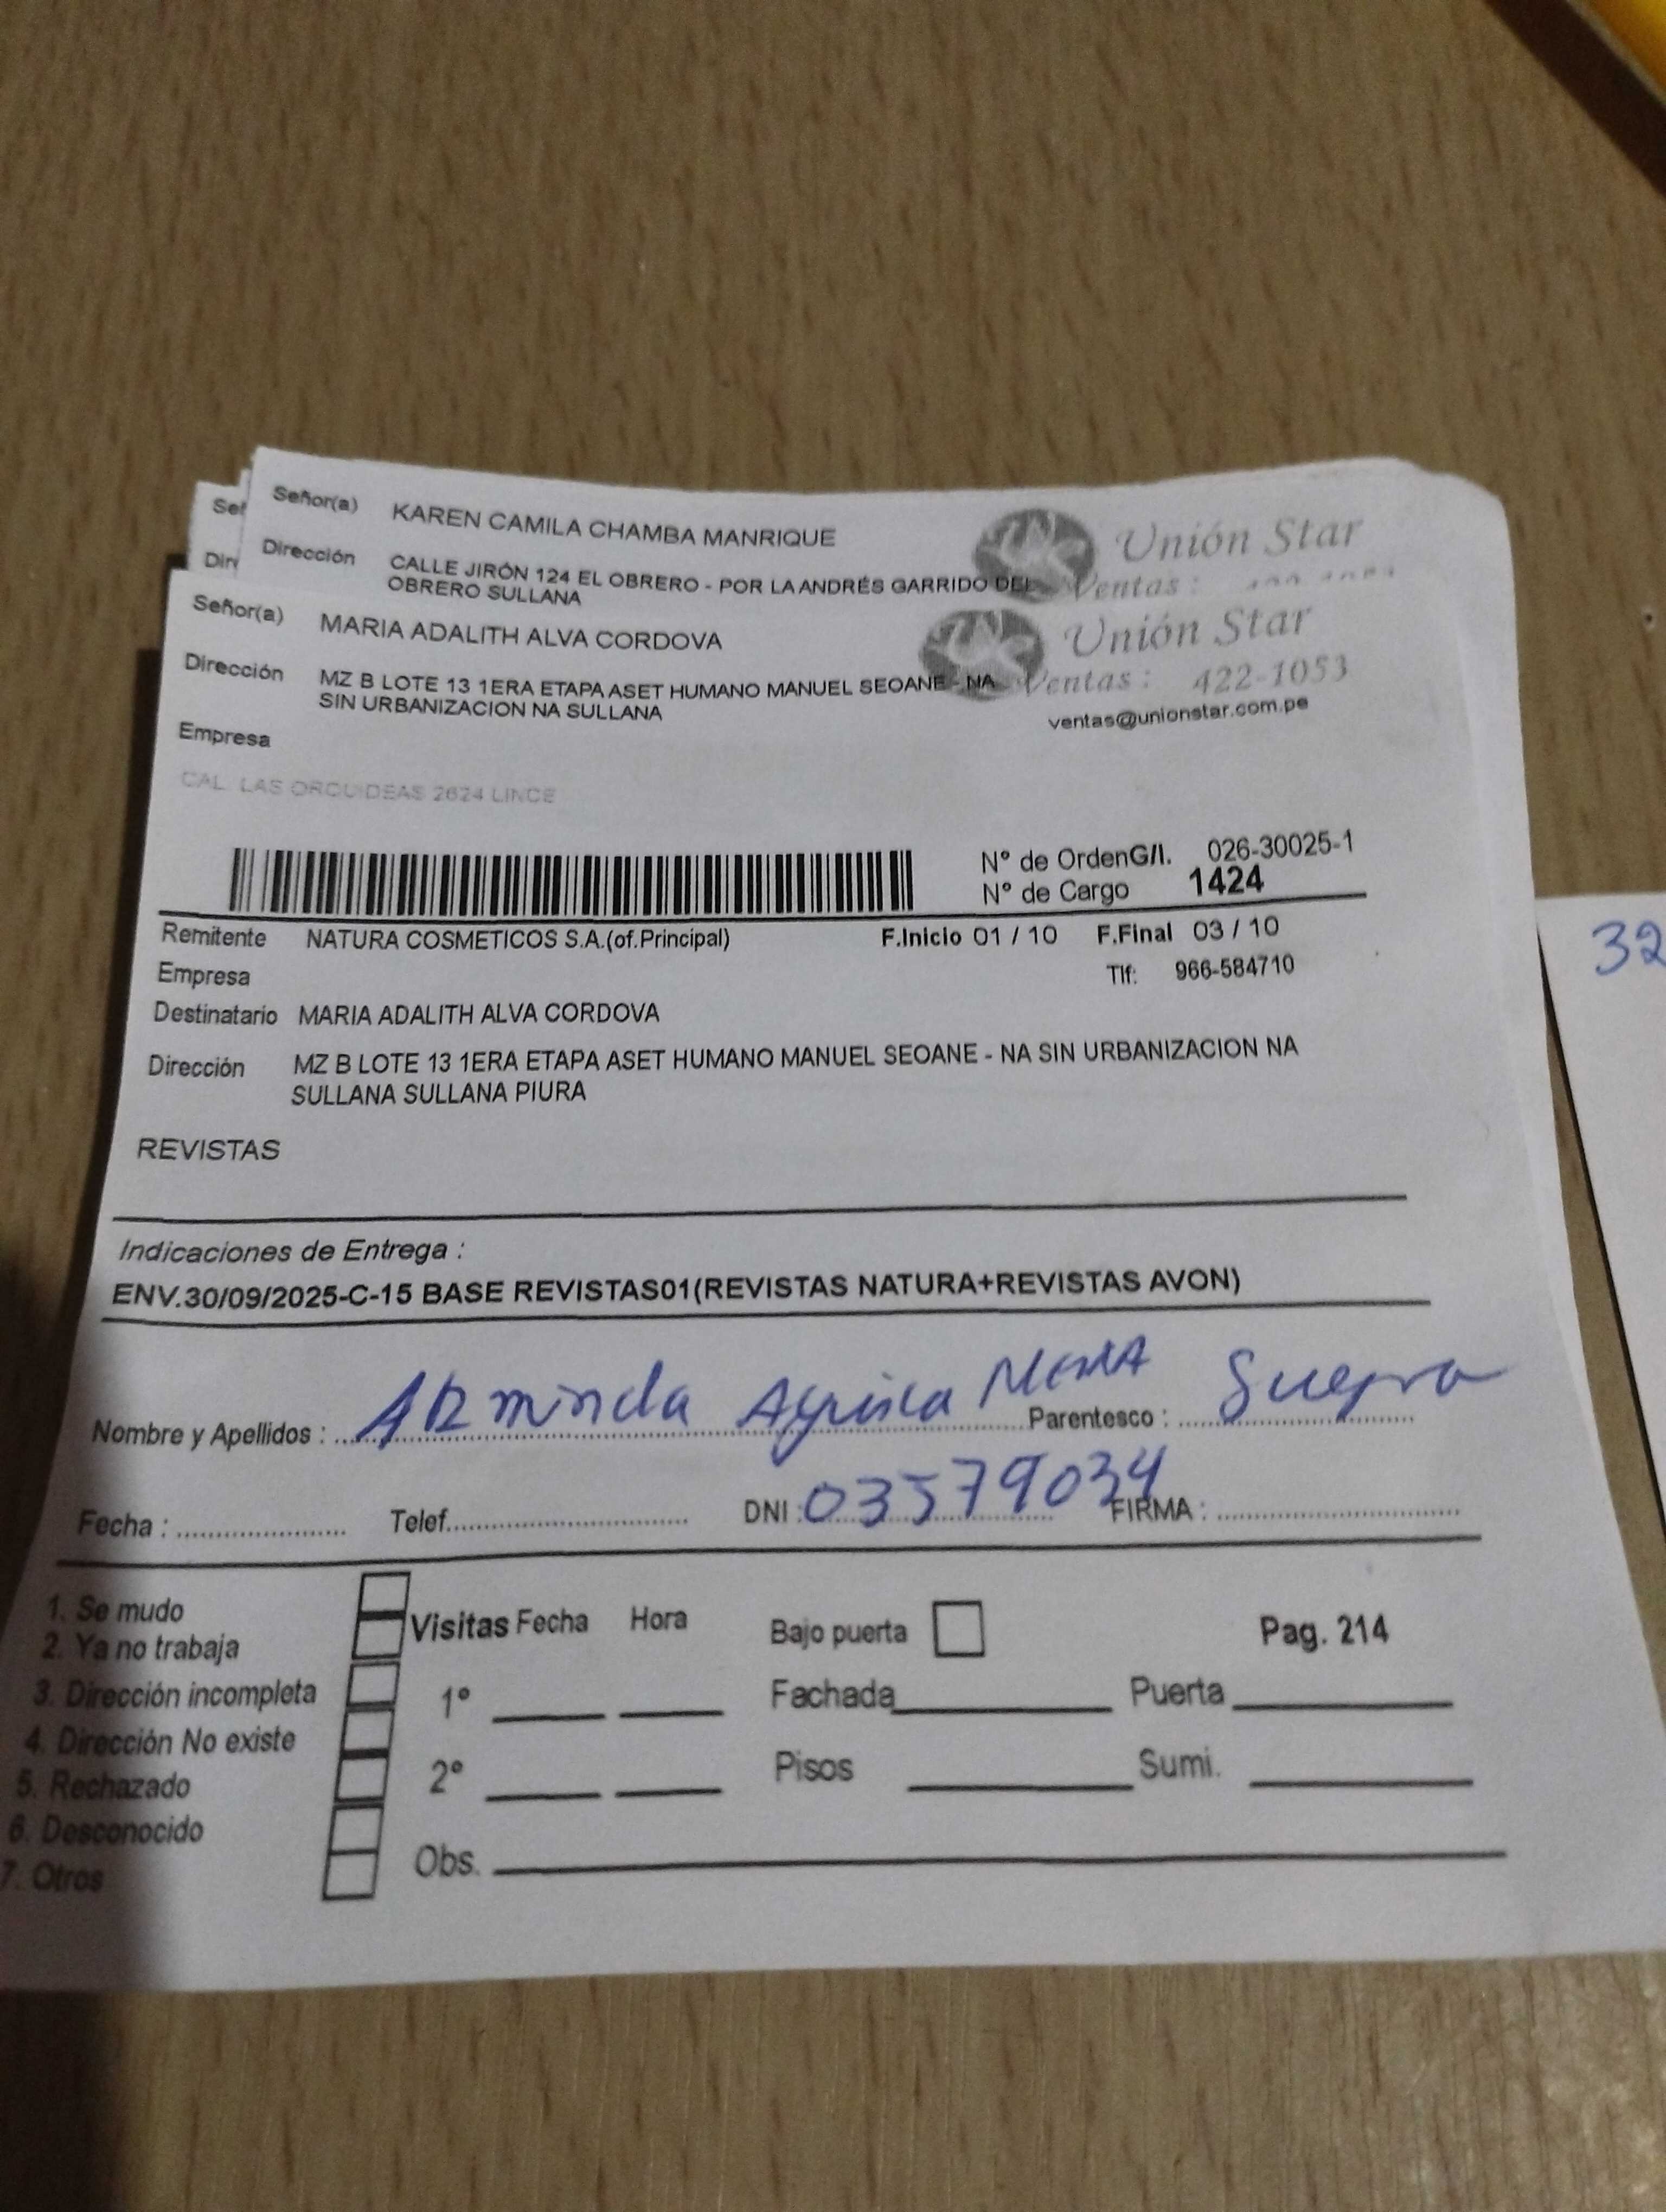 Señor(a) KAREN CAMILA CHAMBA MANRIQUE
Unión Star
Dirección CALLE JIRÓN 124 EL OBRERO - POR LA ANDRÉS GARRIDO DEL
OBRERO SULLANA
Ventas :
Señor(a) MARIA ADALITH ALVA CORDOVA
Unión Star
Dirección MZ B LOTE 13 1ERA ETAPA ASET HUMANO MANUEL SEOANE - NA
SIN URBANIZACION NA SULLANA
Ventas : 422-1053
ventas@unionstar.com.pe
Empresa
CAL. LAS ORQUIDEAS 2624 LINCE
N° de Orden G/I. 026-30025-1
N° de Cargo 1424
Remitente NATURA COSMETICOS S.A.(of.Principal) F.Inicio 01 / 10 F.Final 03 / 10
Empresa Tlf: 966-584710
Destinatario MARIA ADALITH ALVA CORDOVA
Dirección MZ B LOTE 13 1ERA ETAPA ASET HUMANO MANUEL SEOANE - NA SIN URBANIZACION NA
SULLANA SULLANA PIURA
REVISTAS
Indicaciones de Entrega :
ENV.30/09/2025-C-15 BASE REVISTAS01(REVISTAS NATURA+REVISTAS AVON)
Nombre y Apellidos : ARminda Parentesco : Suegra
Fecha : Telef. DNI : 03579034 FIRMA :
1. Se mudo
2. Ya no trabaja
3. Dirección incompleta
4. Dirección No existe
5. Rechazado
6. Desconocido
7. Otros
Visitas Fecha Hora Bajo puerta Pag. 214
1° Fachada Puerta
2° Pisos Sumi.
Obs.
32